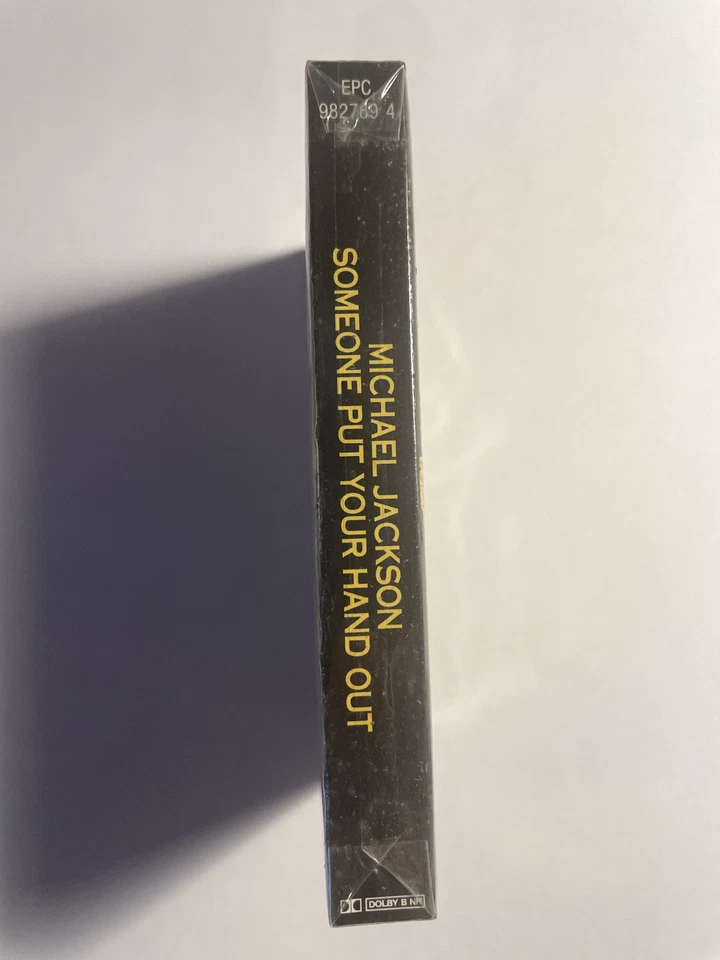 EPC
982769 4
MICHAEL JACKSON
SOMEONE PUT YOUR HAND OUT
DOLBY B NR